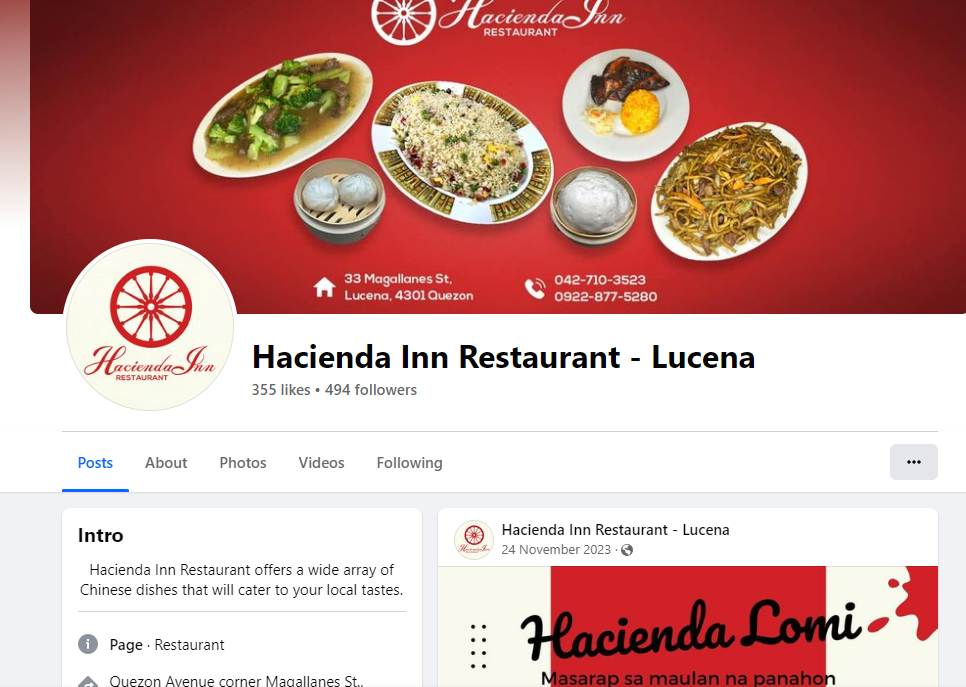 Hacienda Inn
RESTAURANT
33 Magallanes St,
Lucena, 4301 Quezon
042-710-3523
0922-877-5280
Hacienda Inn
RESTAURANT
Hacienda Inn Restaurant - Lucena
355 likes • 494 followers
Posts
About
Photos
Videos
Following
Intro
Hacienda Inn Restaurant offers a wide array of
Chinese dishes that will cater to your local tastes.
Page · Restaurant
Quezon Avenue corner Magallanes St.,
Hacienda Inn Restaurant - Lucena
24 November 2023 ·
Hacienda Lomi
Masarap sa maulan na panahon